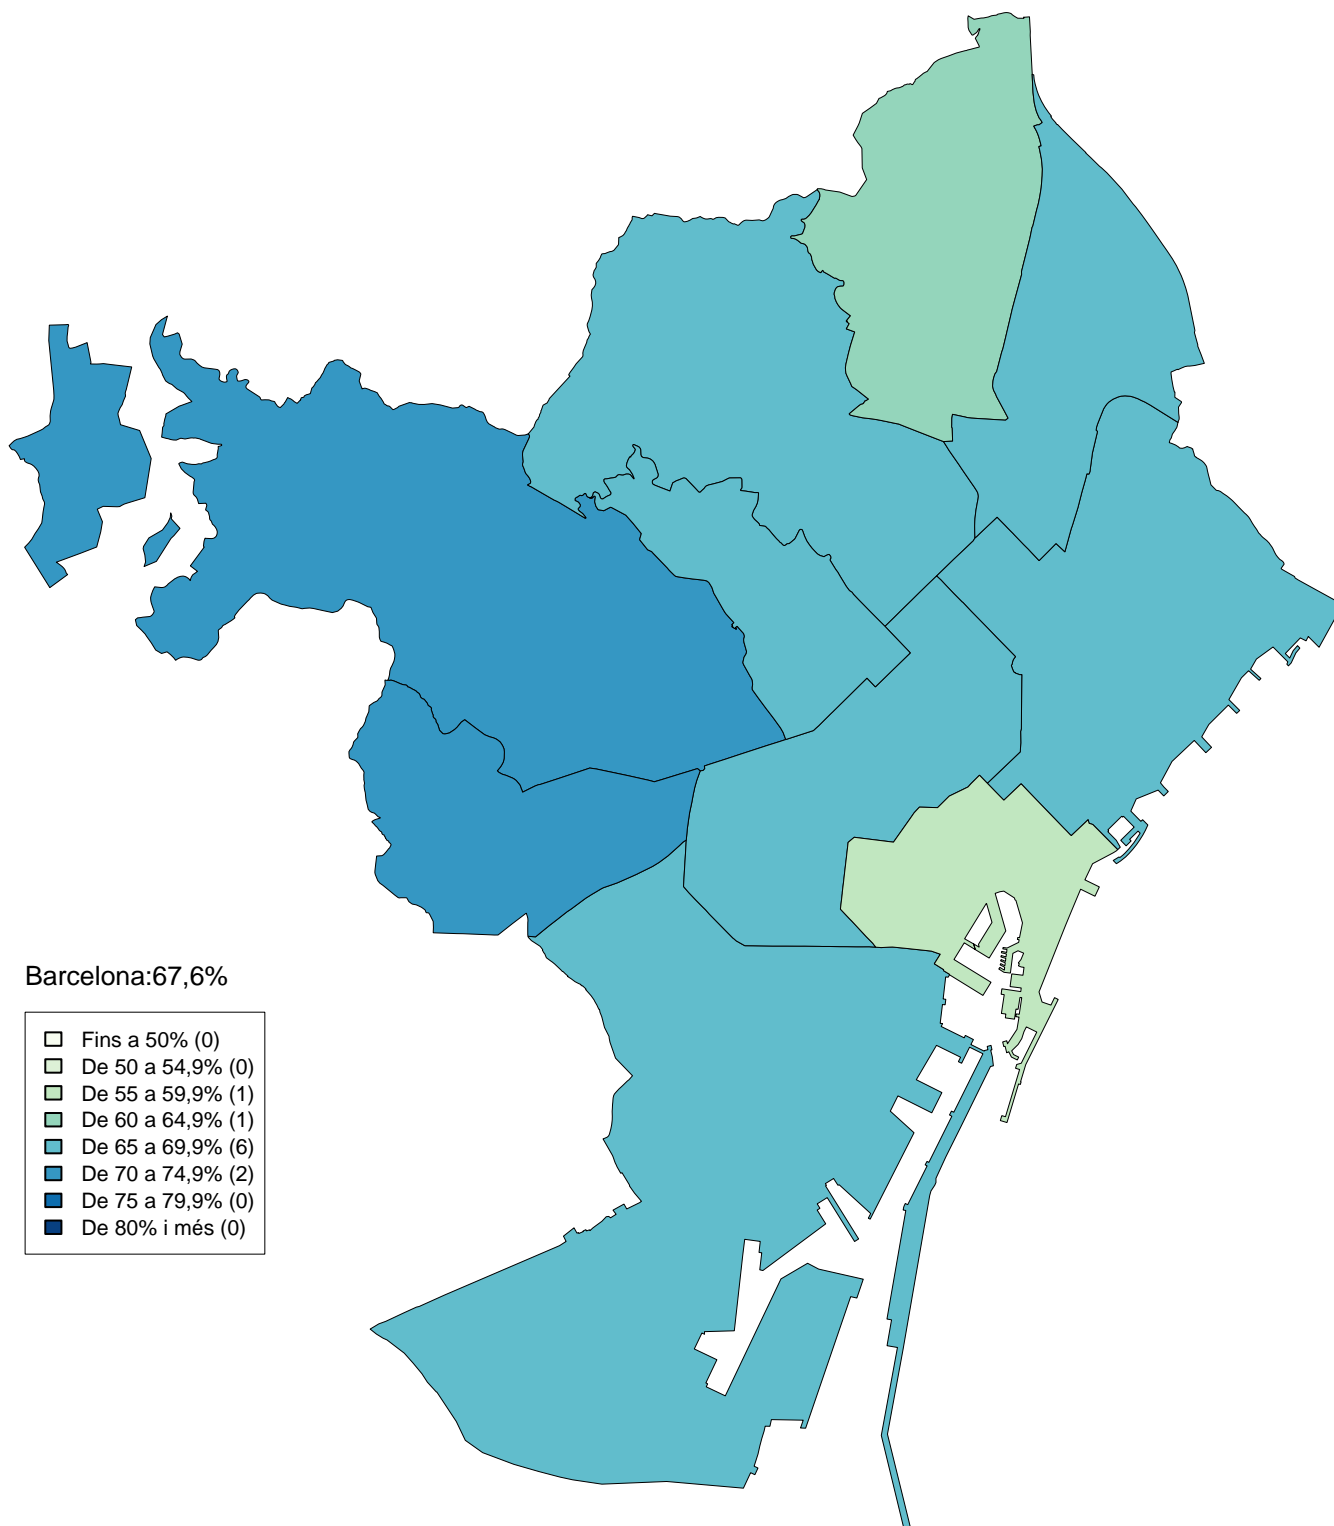 Barcelona:67,6%
Fins a 50% (0)
De 50 a 54,9% (0)
De 55 a 59,9% (1)
De 60 a 64,9% (1)
De 65 a 69,9% (6)
De 70 a 74,9% (2)
De 75 a 79,9% (0)
De 80% i més (0)